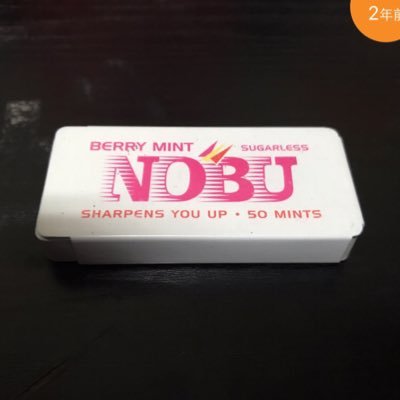 2年前
BERRY MINT SUGARLESS
NOBU
SHARPENS YOU UP • 50 MINTS